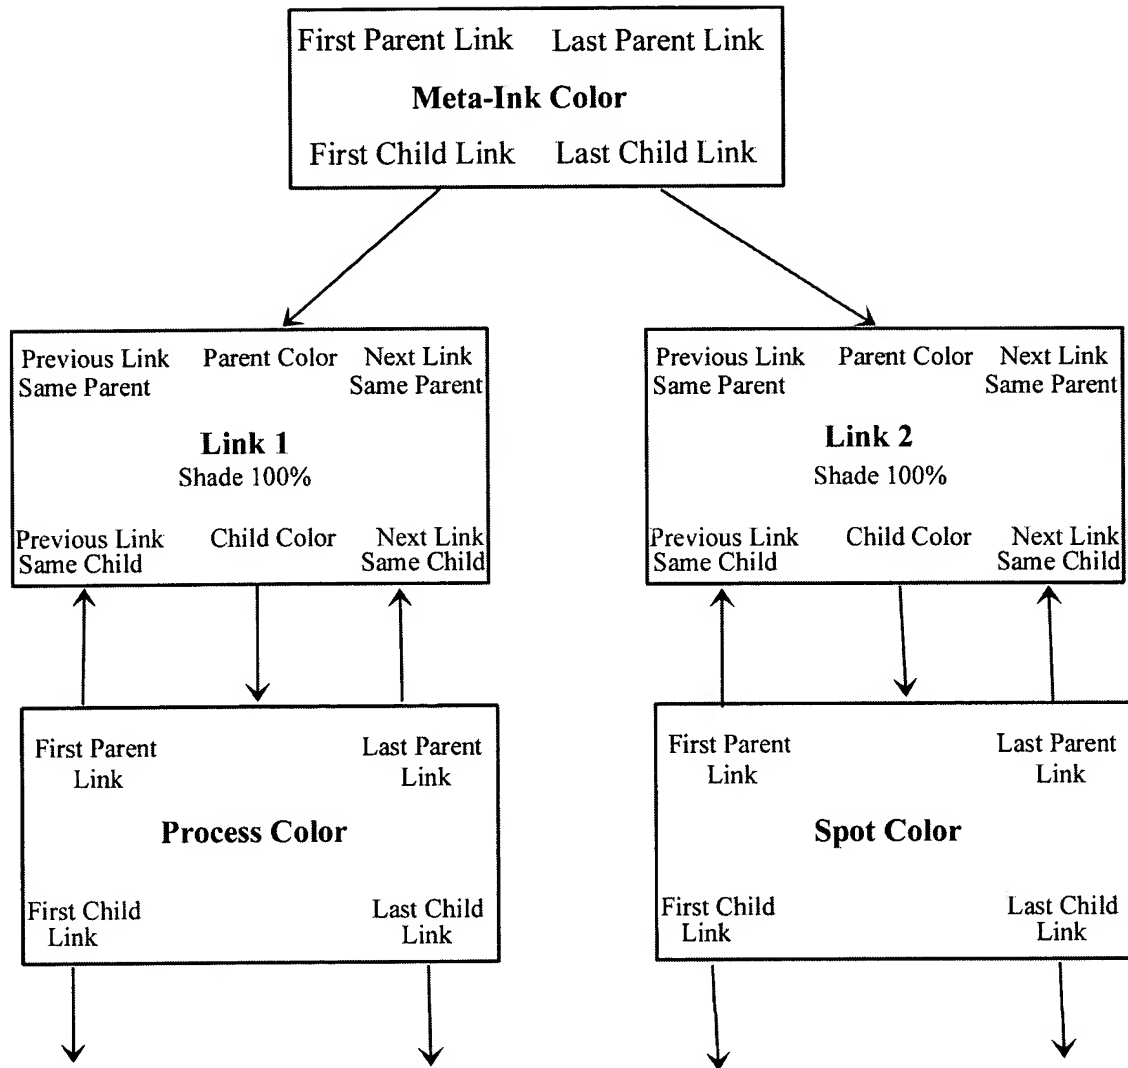 First Parent Link Last Parent Link
Meta-Ink Color
First Child Link Last Child Link
Previous Link Parent Color Next Link
Same Parent Same Parent
Link 1
Shade 100%
Previous Link Child Color Next Link
Same Child Same Child
Previous Link Parent Color Next Link
Same Parent Same Parent
Link 2
Shade 100%
Previous Link Child Color Next Link
Same Child Same Child
First Parent Last Parent
Link Link
Process Color
First Child Last Child
Link Link
First Parent Last Parent
Link Link
Spot Color
First Child Last Child
Link Link